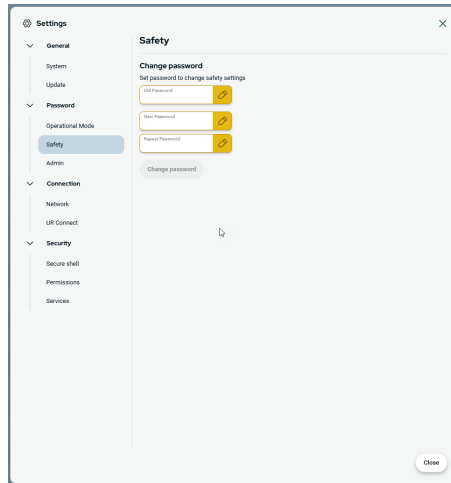 Settings
General
System
Update
Password
Operational Mode
Safety
Admin
Connection
Network
UR Connect
Security
Secure shell
Permissions
Services
Safety
Change password
Set password to change safety settings
Old Password
New Password
Repeat Password
Change password
Close